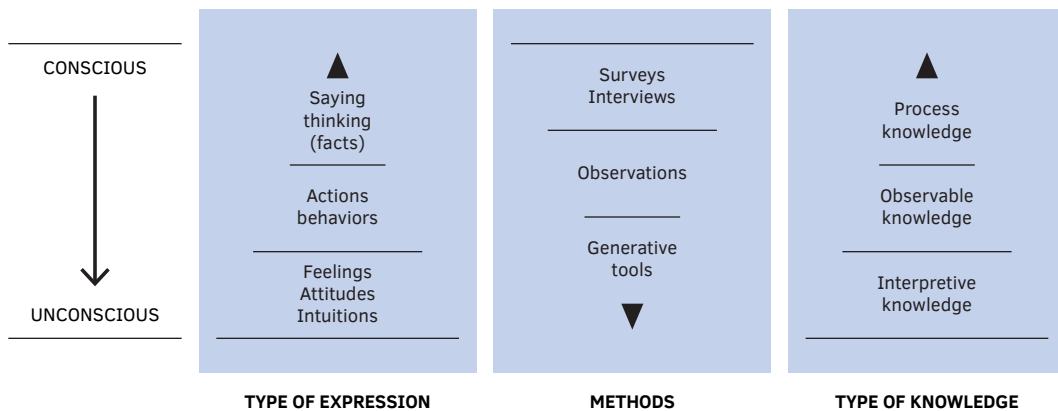 CONSCIOUS
UNCONSCIOUS
Saying
thinking
(facts)
Actions
behaviors
Feelings
Attitudes
Intuitions
TYPE OF EXPRESSION
Surveys
Interviews
Observations
Generative
tools
METHODS
Process
knowledge
Observable
knowledge
Interpretive
knowledge
TYPE OF KNOWLEDGE